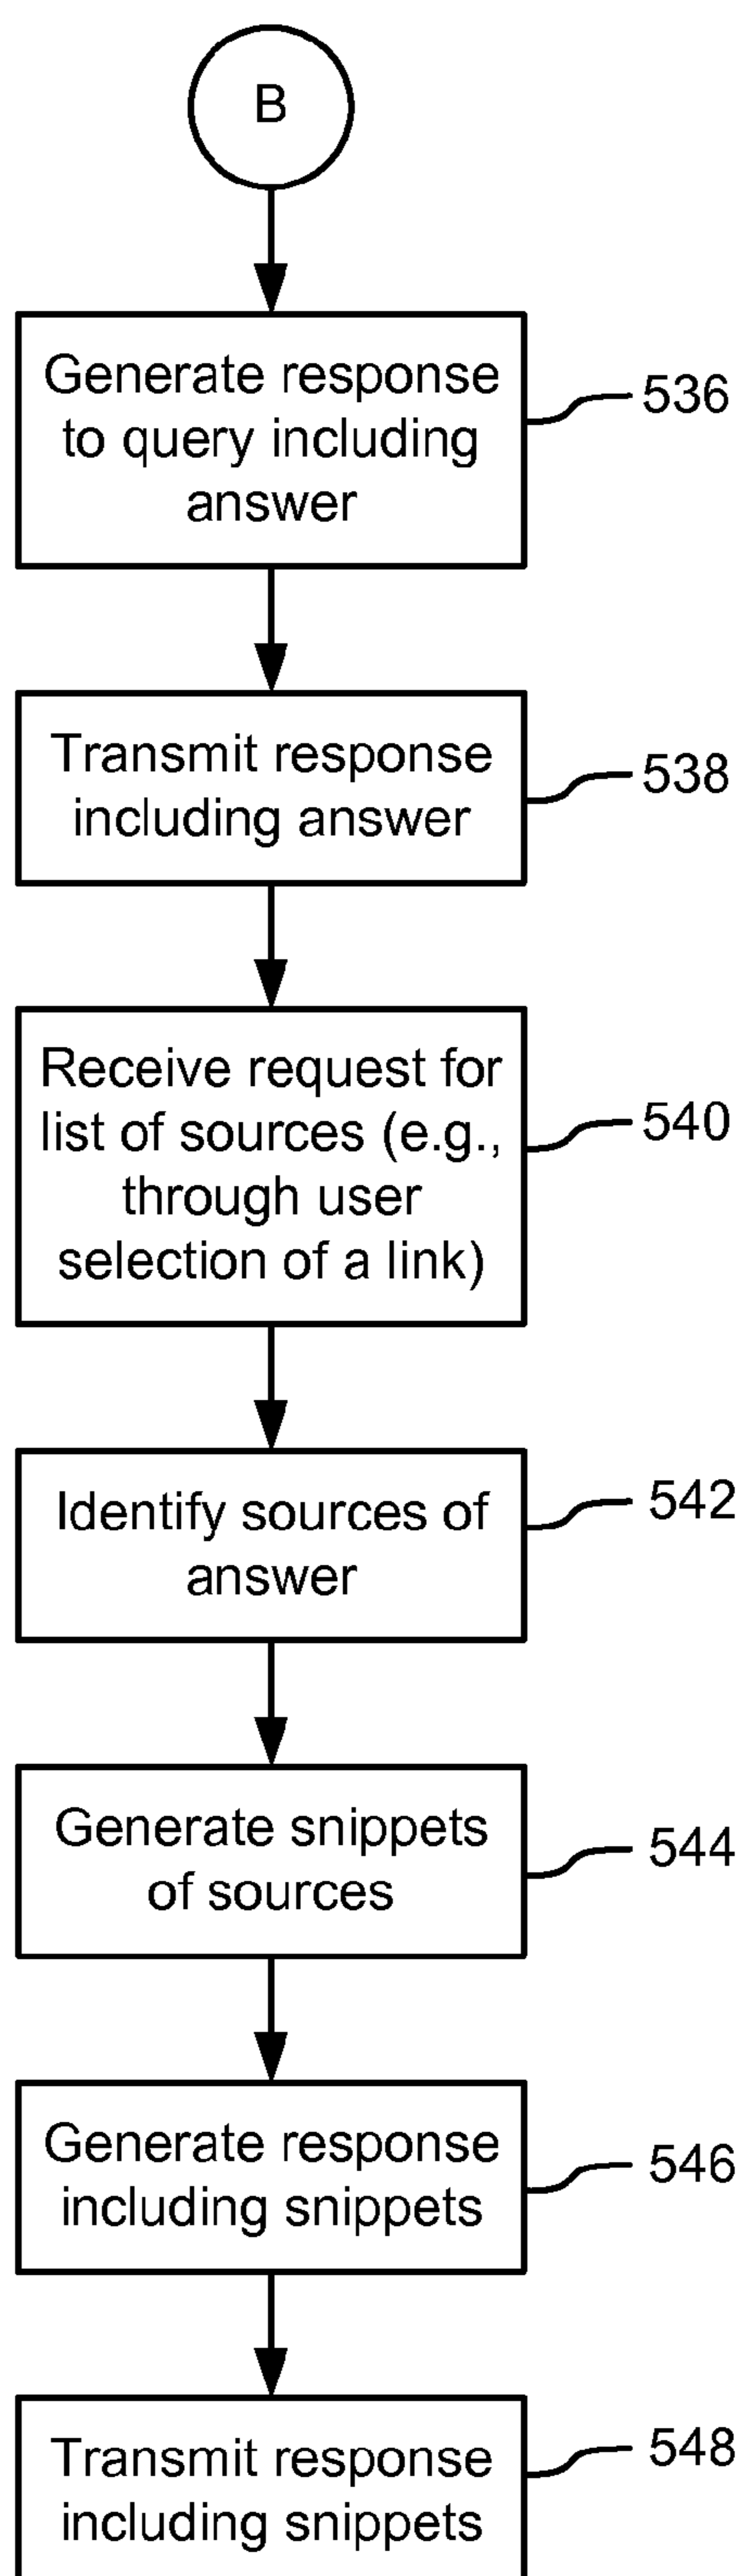 B
Generate response
to query including
answer
536
Transmit response
including answer
538
Receive request for
list of sources (e.g.,
through user
selection of a link)
540
Identify sources of
answer
542
Generate snippets
of sources
544
Generate response
including snippets
546
Transmit response
including snippets
548